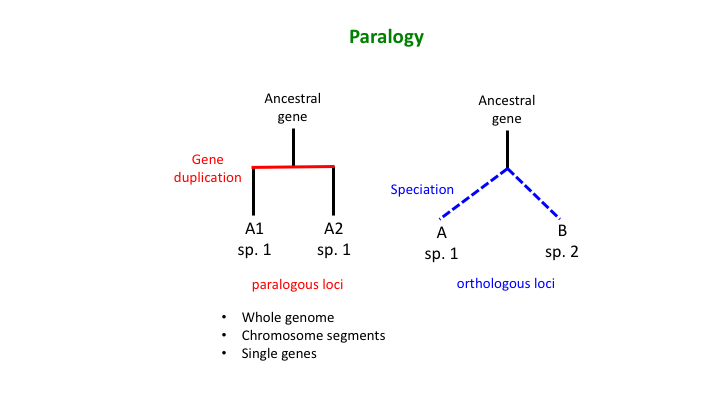 Paralogy
Ancestral
gene
Gene
duplication
A1
sp. 1
A2
sp. 1
paralogous loci
• Whole genome
• Chromosome segments
• Single genes
Ancestral
gene
Speciation
A
sp. 1
B
sp. 2
orthologous loci